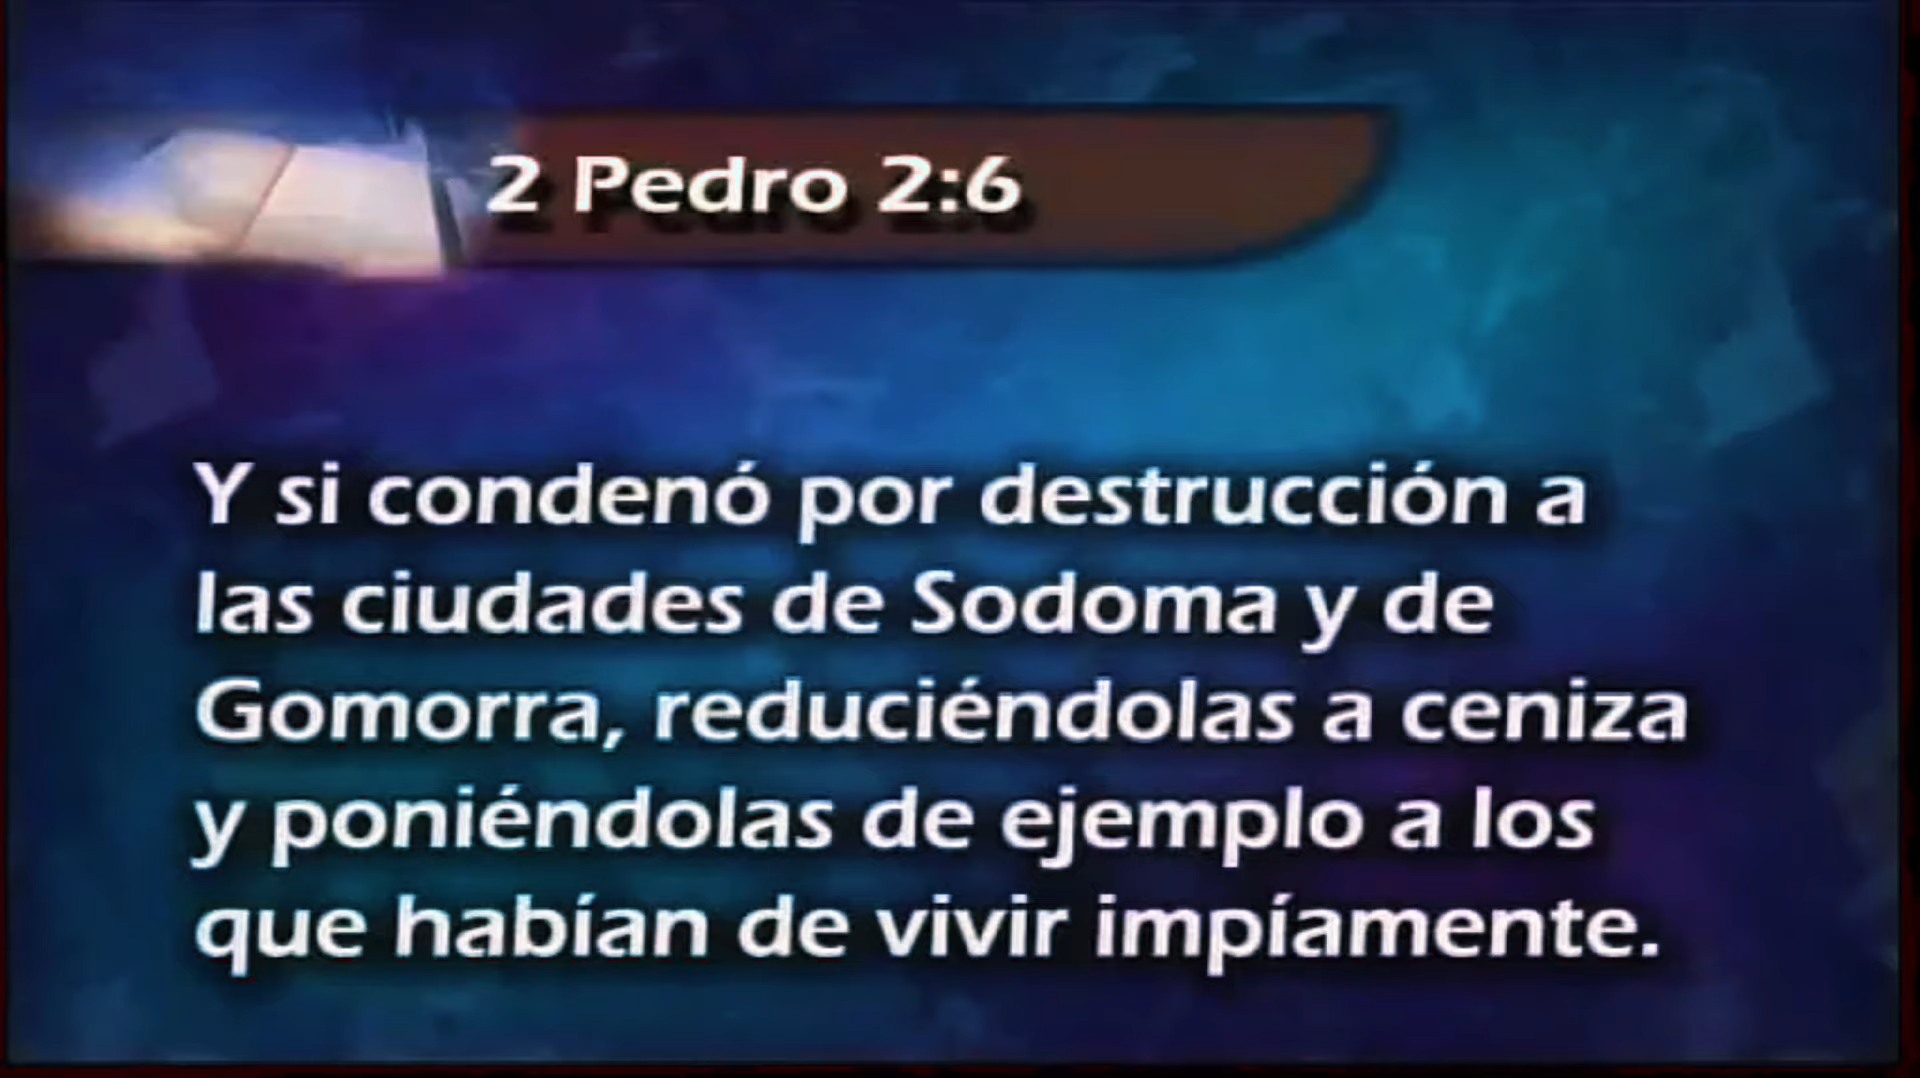 2 Pedro 2:6
Y si condenó por destrucción a
las ciudades de Sodoma y de
Gomorra, reduciéndolas a ceniza
y poniéndolas de ejemplo a los
que habían de vivir impíamente.